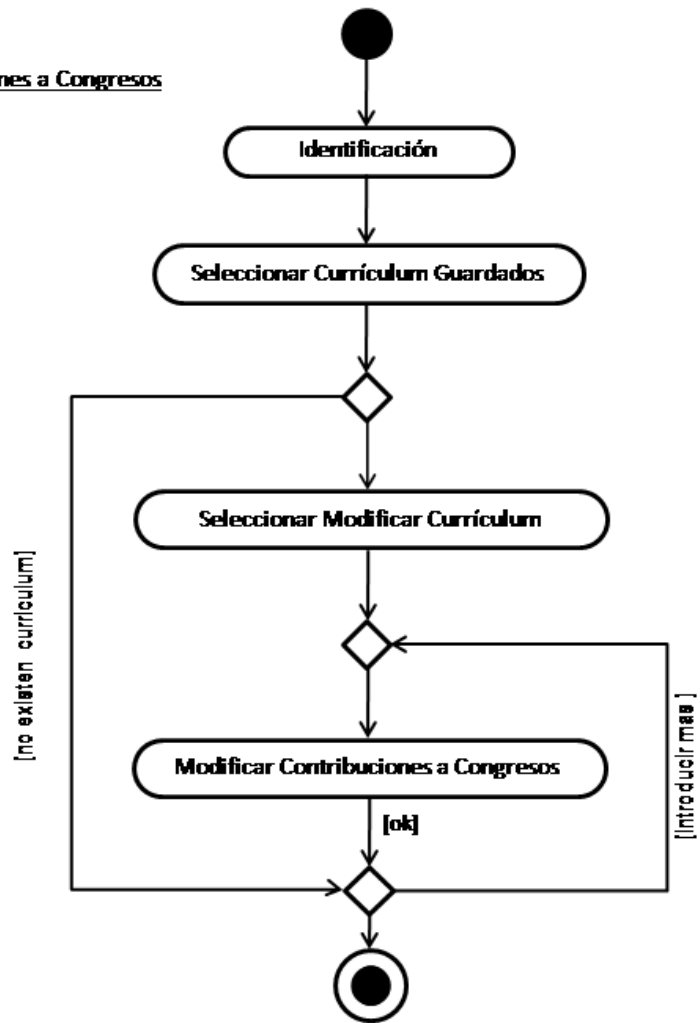 nes a Congresos
Identificación
Seleccionar Currículum Guardados
Seleccionar Modificar Currículum
[no existen curriculum]
Modificar Contribuciones a Congresos
[Introducir mas ]
[ok]